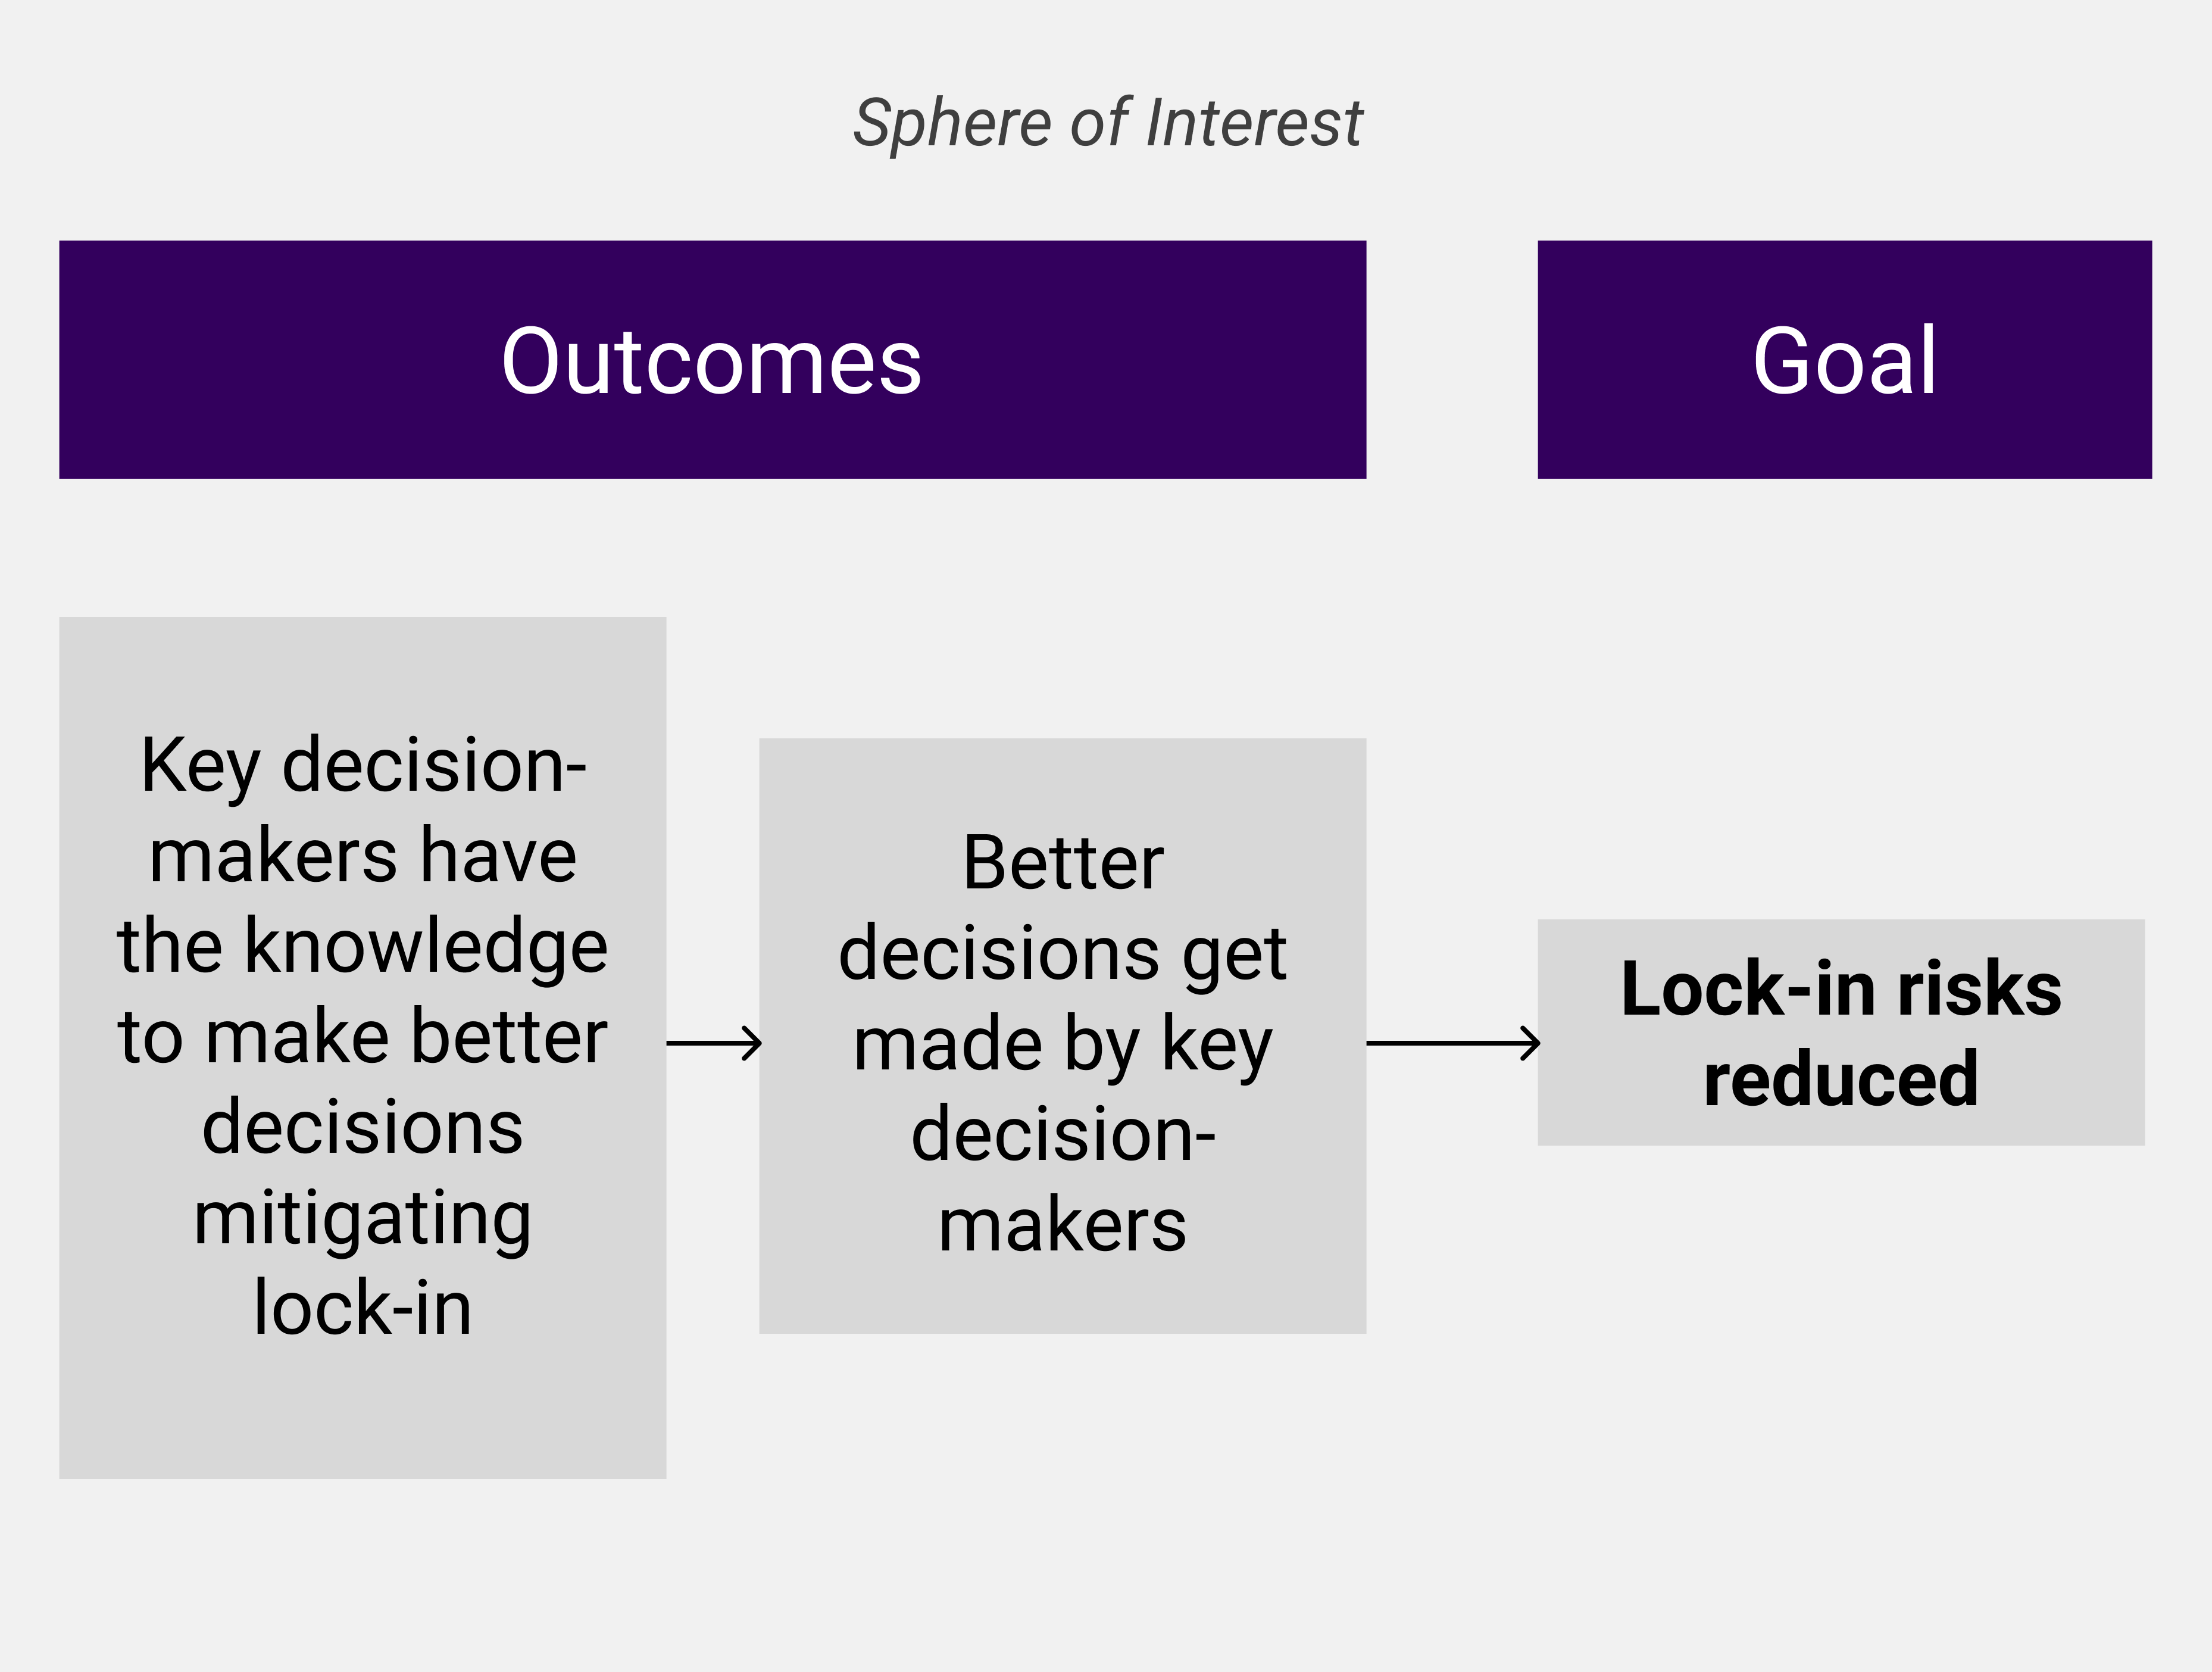 Sphere of Interest
Outcomes
Goal
Key decision-
makers have
the knowledge
to make better
decisions
mitigating
lock-in
Better
decisions get
made by key
decision-
makers
Lock-in risks
reduced